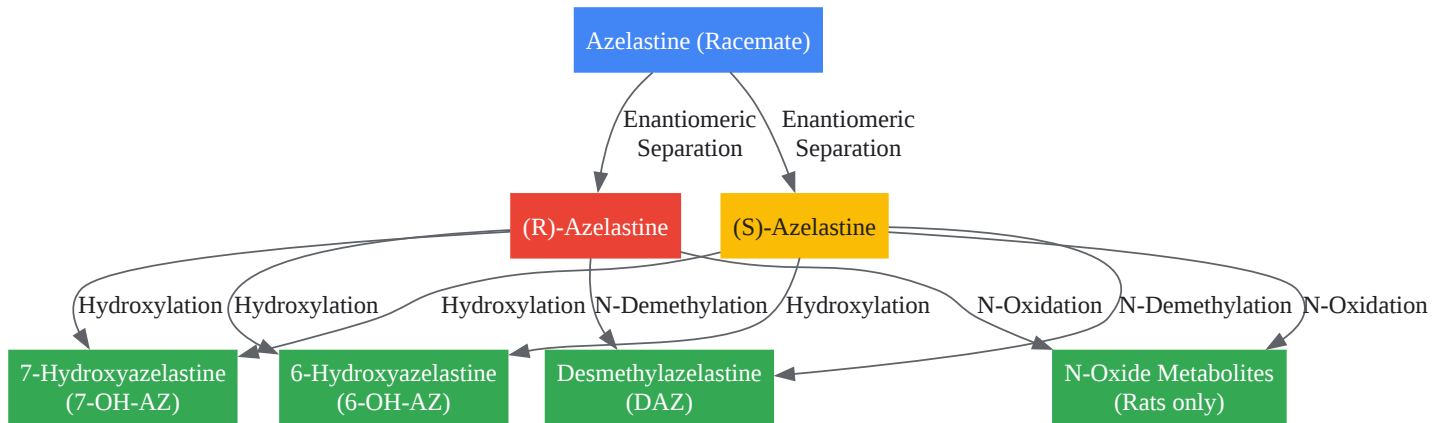 Azelastine (Racemate)
Enantiomeric
Separation
Enantiomeric
Separation
(R)-Azelastine
(S)-Azelastine
Hydroxylation
Hydroxylation
Hydroxylation
N-Demethylation
Hydroxylation
N-Oxidation
N-Demethylation
N-Oxidation
7-Hydroxyazelastine
(7-OH-AZ)
6-Hydroxyazelastine
(6-OH-AZ)
Desmethylazelastine
(DAZ)
N-Oxide Metabolites
(Rats only)